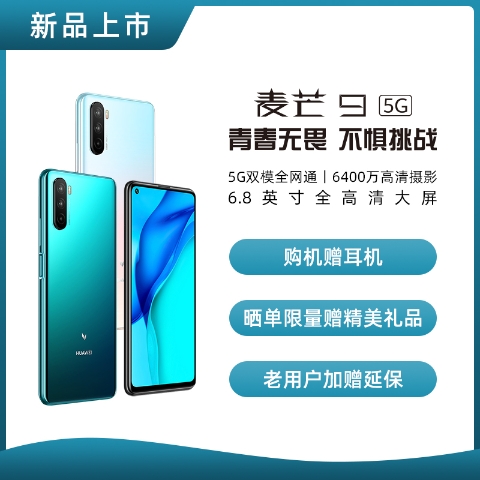 新品上市
麦芒 9 5G
青春无畏 不惧挑战
5G双模全网通 | 6400万高清摄影
6.8英寸全高清大屏
购机赠耳机
晒单限量赠精美礼品
老用户加赠延保
HUAWEI